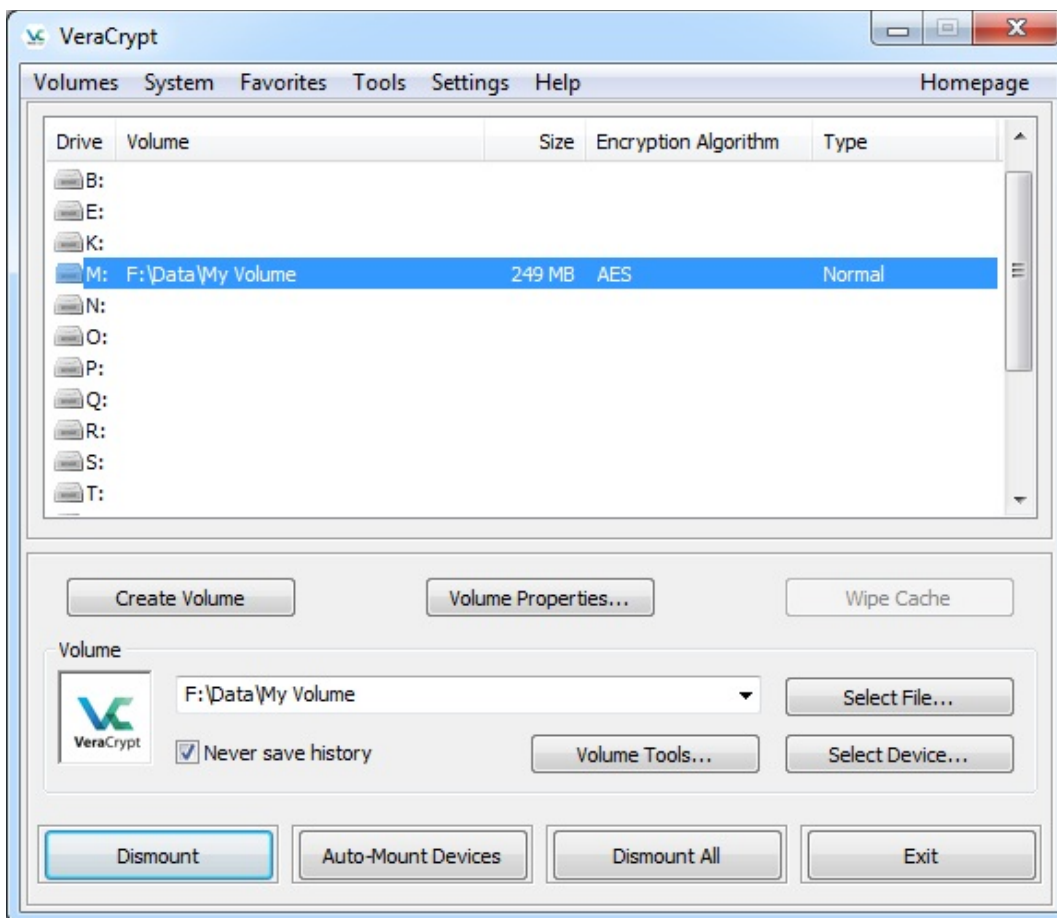 VeraCrypt
Volumes System Favorites Tools Settings Help Homepage
Drive Volume Size Encryption Algorithm Type
B:
E:
K:
M: F:\Data\My Volume 249 MB AES Normal
N:
O:
P:
Q:
R:
S:
T:
Create Volume Volume Properties... Wipe Cache
Volume
F:\Data\My Volume Select File...
VeraCrypt
Never save history Volume Tools... Select Device...
Dismount Auto-Mount Devices Dismount All Exit